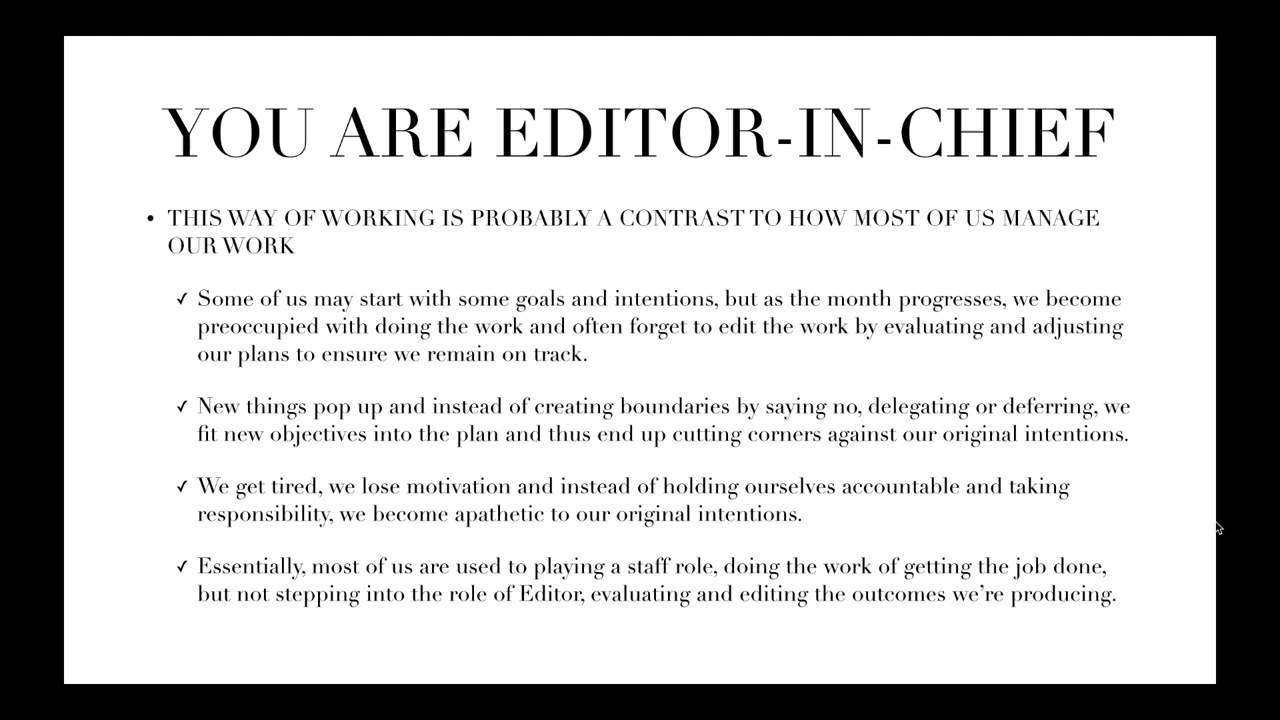 YOU ARE EDITOR-IN-CHIEF
• THIS WAY OF WORKING IS PROBABLY A CONTRAST TO HOW MOST OF US MANAGE
OUR WORK
✓ Some of us may start with some goals and intentions, but as the month progresses, we become
preoccupied with doing the work and often forget to edit the work by evaluating and adjusting
our plans to ensure we remain on track.
✓ New things pop up and instead of creating boundaries by saying no, delegating or deferring, we
fit new objectives into the plan and thus end up cutting corners against our original intentions.
✓ We get tired, we lose motivation and instead of holding ourselves accountable and taking
responsibility, we become apathetic to our original intentions.
✓ Essentially, most of us are used to playing a staff role, doing the work of getting the job done,
but not stepping into the role of Editor, evaluating and editing the outcomes we’re producing.